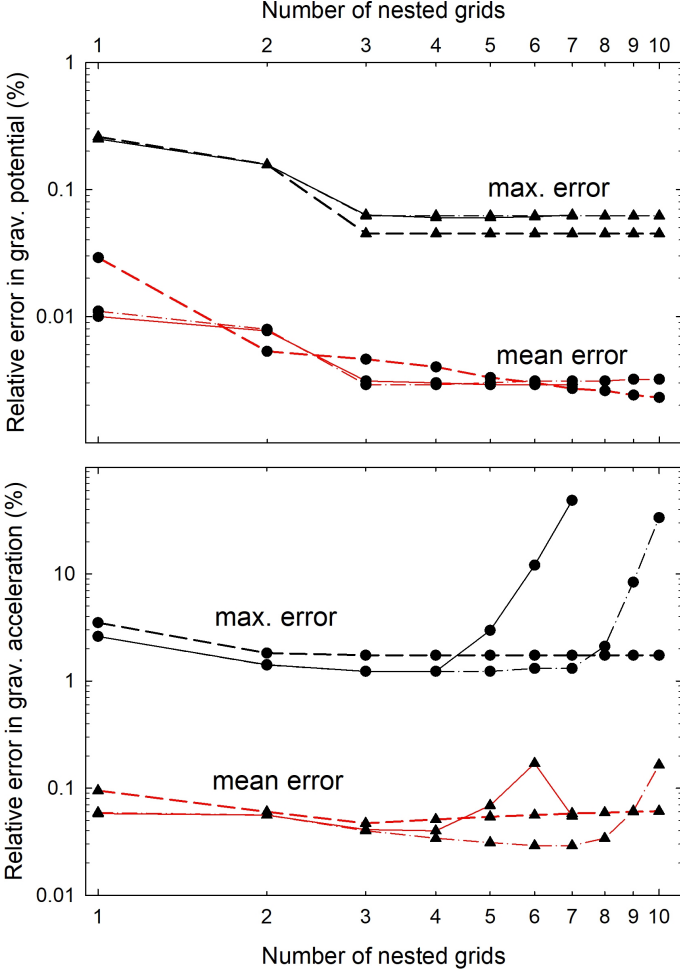 Number of nested grids
1 2 3 4 5 6 7 8 9 10
Relative error in grav. potential (%)
1
0.1
0.01
max. error
mean error
Relative error in grav. acceleration (%)
10
1
0.1
0.01
max. error
mean error
1 2 3 4 5 6 7 8 9 10
Number of nested grids